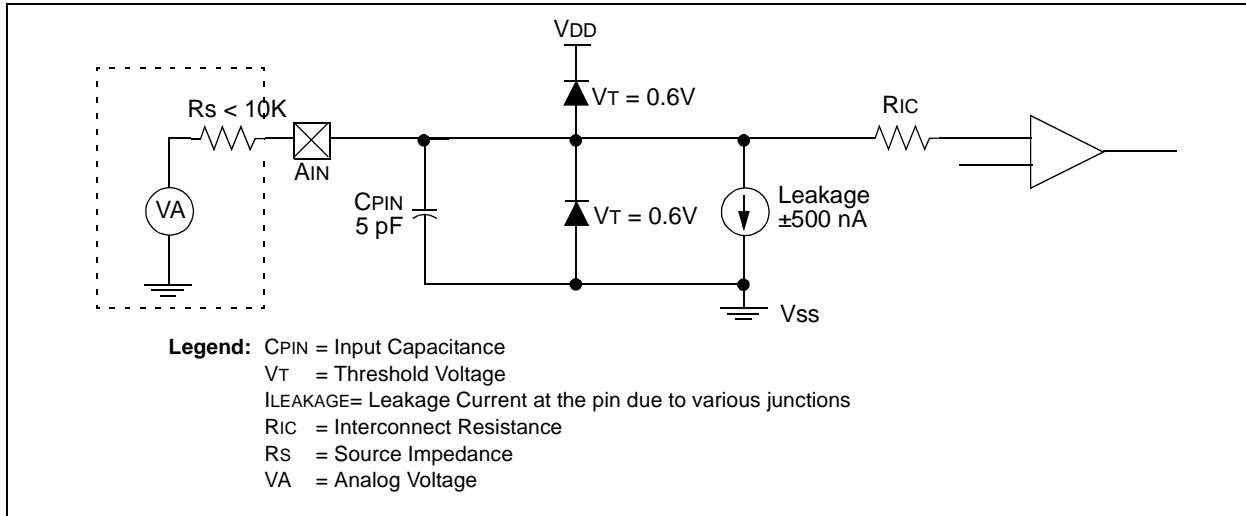 VDD
VT = 0.6V
RS < 10K
RIC
AIN
VA
CPIN
5 pF
VT = 0.6V
Leakage
±500 nA
VSS
Legend: CPIN = Input Capacitance
VT = Threshold Voltage
ILEAKAGE= Leakage Current at the pin due to various junctions
RIC = Interconnect Resistance
RS = Source Impedance
VA = Analog Voltage